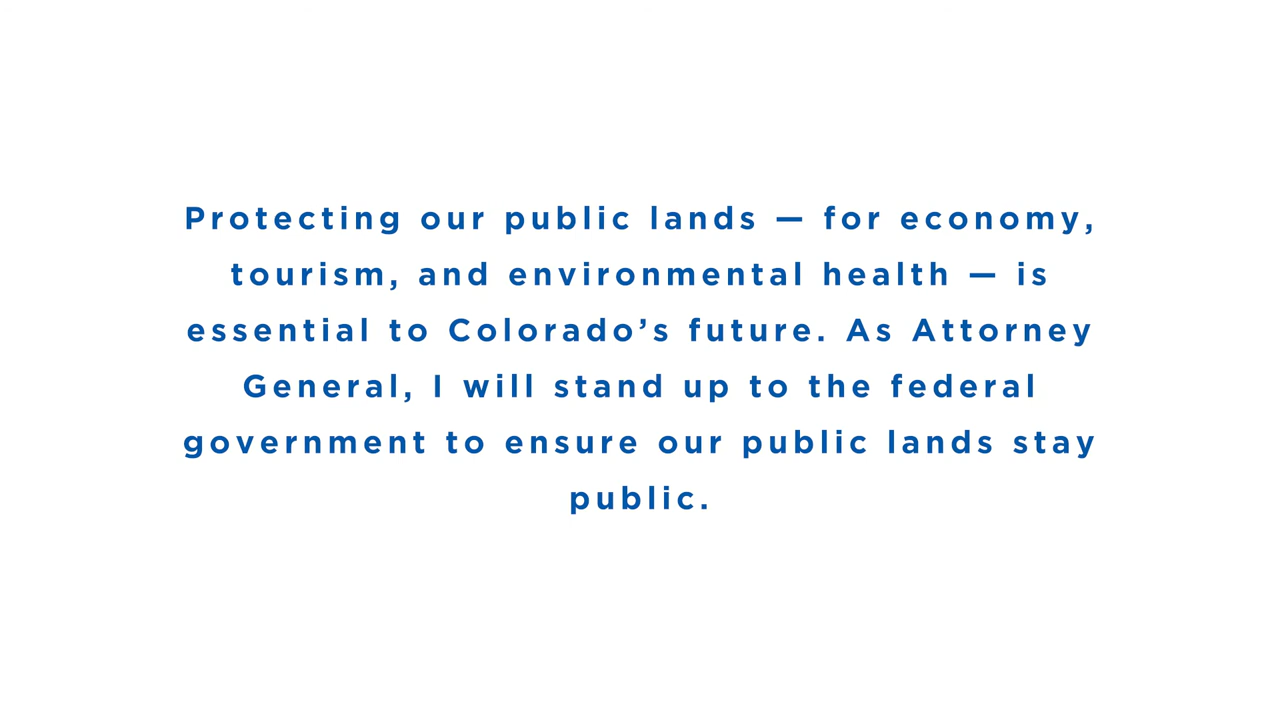 Protecting our public lands — for economy,
tourism, and environmental health — is
essential to Colorado’s future. As Attorney
General, I will stand up to the federal
government to ensure our public lands stay
public.